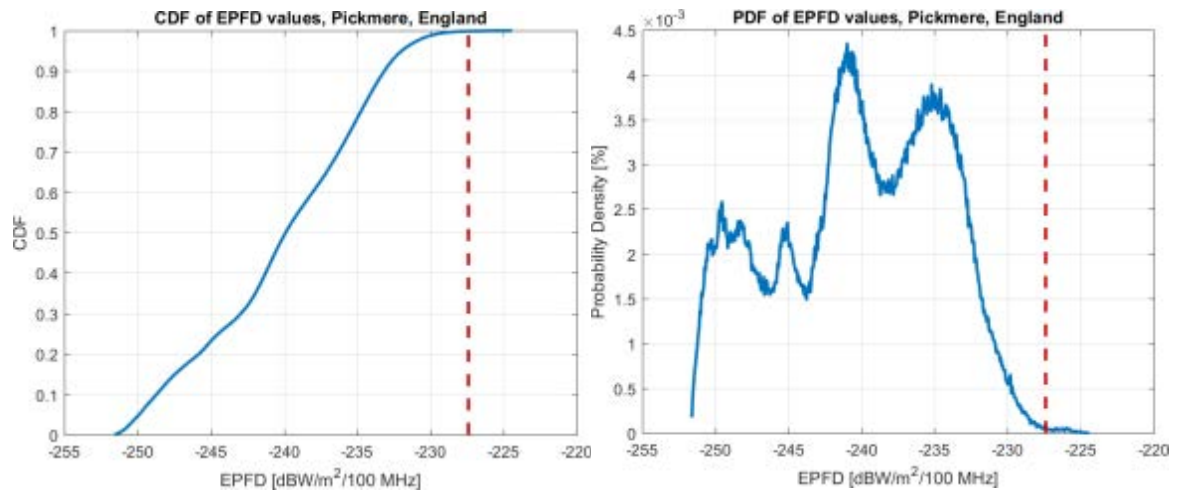 CDF of EPFD values, Pickmere, England
1
0.9
0.8
0.7
0.6
0.5
0.4
0.3
0.2
0.1
0
CDF
-255 -250 -245 -240 -235 -230 -225 -220
EPFD [dBW/m²/100 MHz]
PDF of EPFD values, Pickmere, England
×10⁻³
4.5
4
3.5
3
2.5
2
1.5
1
0.5
0
Probability Density [%]
-255 -250 -245 -240 -235 -230 -225 -220
EPFD [dBW/m²/100 MHz]